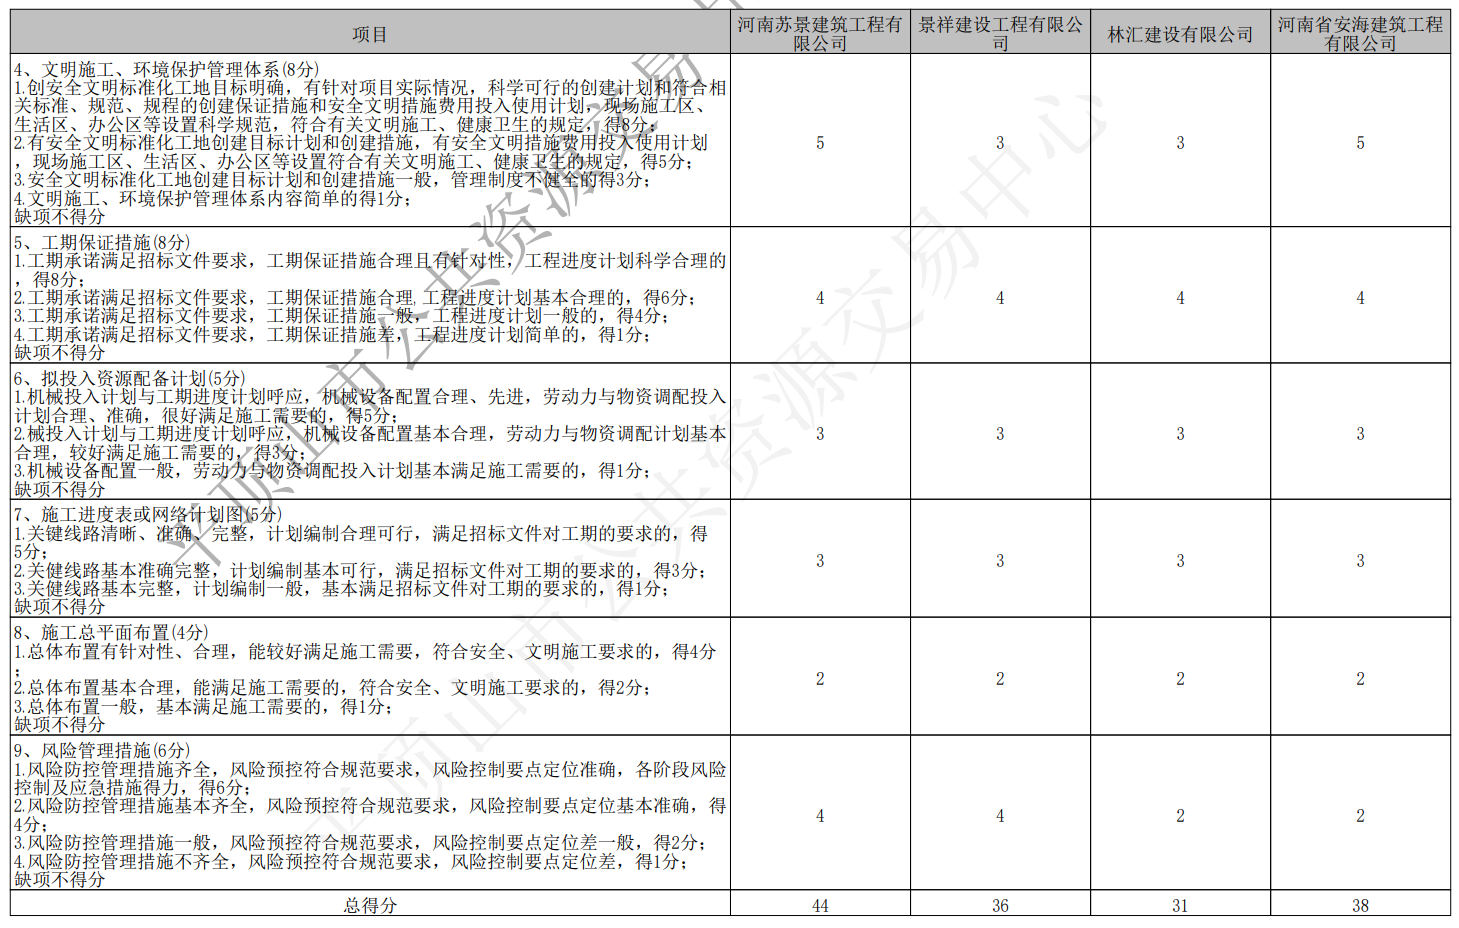 项目
河南苏景建筑工程有
限公司
景祥建设工程有限公
司
林汇建设有限公司
河南省安海建筑工程
有限公司
4、文明施工、环境保护管理体系(8分)
1.创安全文明标准化工地目标明确，有针对项目实际情况，科学可行的创建计划和符合相
关标准、规范、规程的创建保证措施和安全文明措施费用投入使用计划，现场施工区、
生活区、办公区等设置科学规范，符合有关文明施工、健康卫生的规定，得8分；
2.有安全文明标准化工地创建目标计划和创建措施，有安全文明措施费用投入使用计划
，现场施工区、生活区、办公区等设置符合有关文明施工、健康卫生的规定，得5分；
3.安全文明标准化工地创建目标计划和创建措施一般，管理制度不健全的得3分；
4.文明施工、环境保护管理体系内容简单的得1分；
缺项不得分
5
3
3
5
5、工期保证措施(8分)
1.工期承诺满足招标文件要求，工期保证措施合理且有针对性，工程进度计划科学合理的
，得8分；
2.工期承诺满足招标文件要求，工期保证措施合理,工程进度计划基本合理的，得6分；
3.工期承诺满足招标文件要求，工期保证措施一般，工程进度计划一般的，得4分；
4.工期承诺满足招标文件要求，工期保证措施差，工程进度计划简单的，得1分；
缺项不得分
4
4
4
4
6、拟投入资源配备计划(5分)
1.机械投入计划与工期进度计划呼应，机械设备配置合理、先进，劳动力与物资调配投入
计划合理、准确，很好满足施工需要的，得5分；
2.械投入计划与工期进度计划呼应，机械设备配置基本合理，劳动力与物资调配计划基本
合理，较好满足施工需要的，得3分；
3.机械设备配置一般，劳动力与物资调配投入计划基本满足施工需要的，得1分；
缺项不得分
3
3
3
3
7、施工进度表或网络计划图(5分)
1.关键线路清晰、准确、完整，计划编制合理可行，满足招标文件对工期的要求的，得
5分；
2.关健线路基本准确完整，计划编制基本可行，满足招标文件对工期的要求的，得3分；
3.关健线路基本完整，计划编制一般，基本满足招标文件对工期的要求的，得1分；
缺项不得分
3
3
3
3
8、施工总平面布置(4分)
1.总体布置有针对性、合理，能较好满足施工需要，符合安全、文明施工要求的，得4分
；
2.总体布置基本合理，能满足施工需要的，符合安全、文明施工要求的，得2分；
3.总体布置一般，基本满足施工需要的，得1分；
缺项不得分
2
2
2
2
9、风险管理措施(6分)
1.风险防控管理措施齐全，风险预控符合规范要求，风险控制要点定位准确，各阶段风险
控制及应急措施得力，得6分；
2.风险防控管理措施基本齐全，风险预控符合规范要求，风险控制要点定位基本准确，得
4分；
3.风险防控管理措施一般，风险预控符合规范要求，风险控制要点定位差一般，得2分；
4.风险防控管理措施不齐全，风险预控符合规范要求，风险控制要点定位差，得1分；
缺项不得分
4
4
2
2
总得分
44
36
31
38
平顶山市公共资源交易中
平顶山市公共资源交易中心